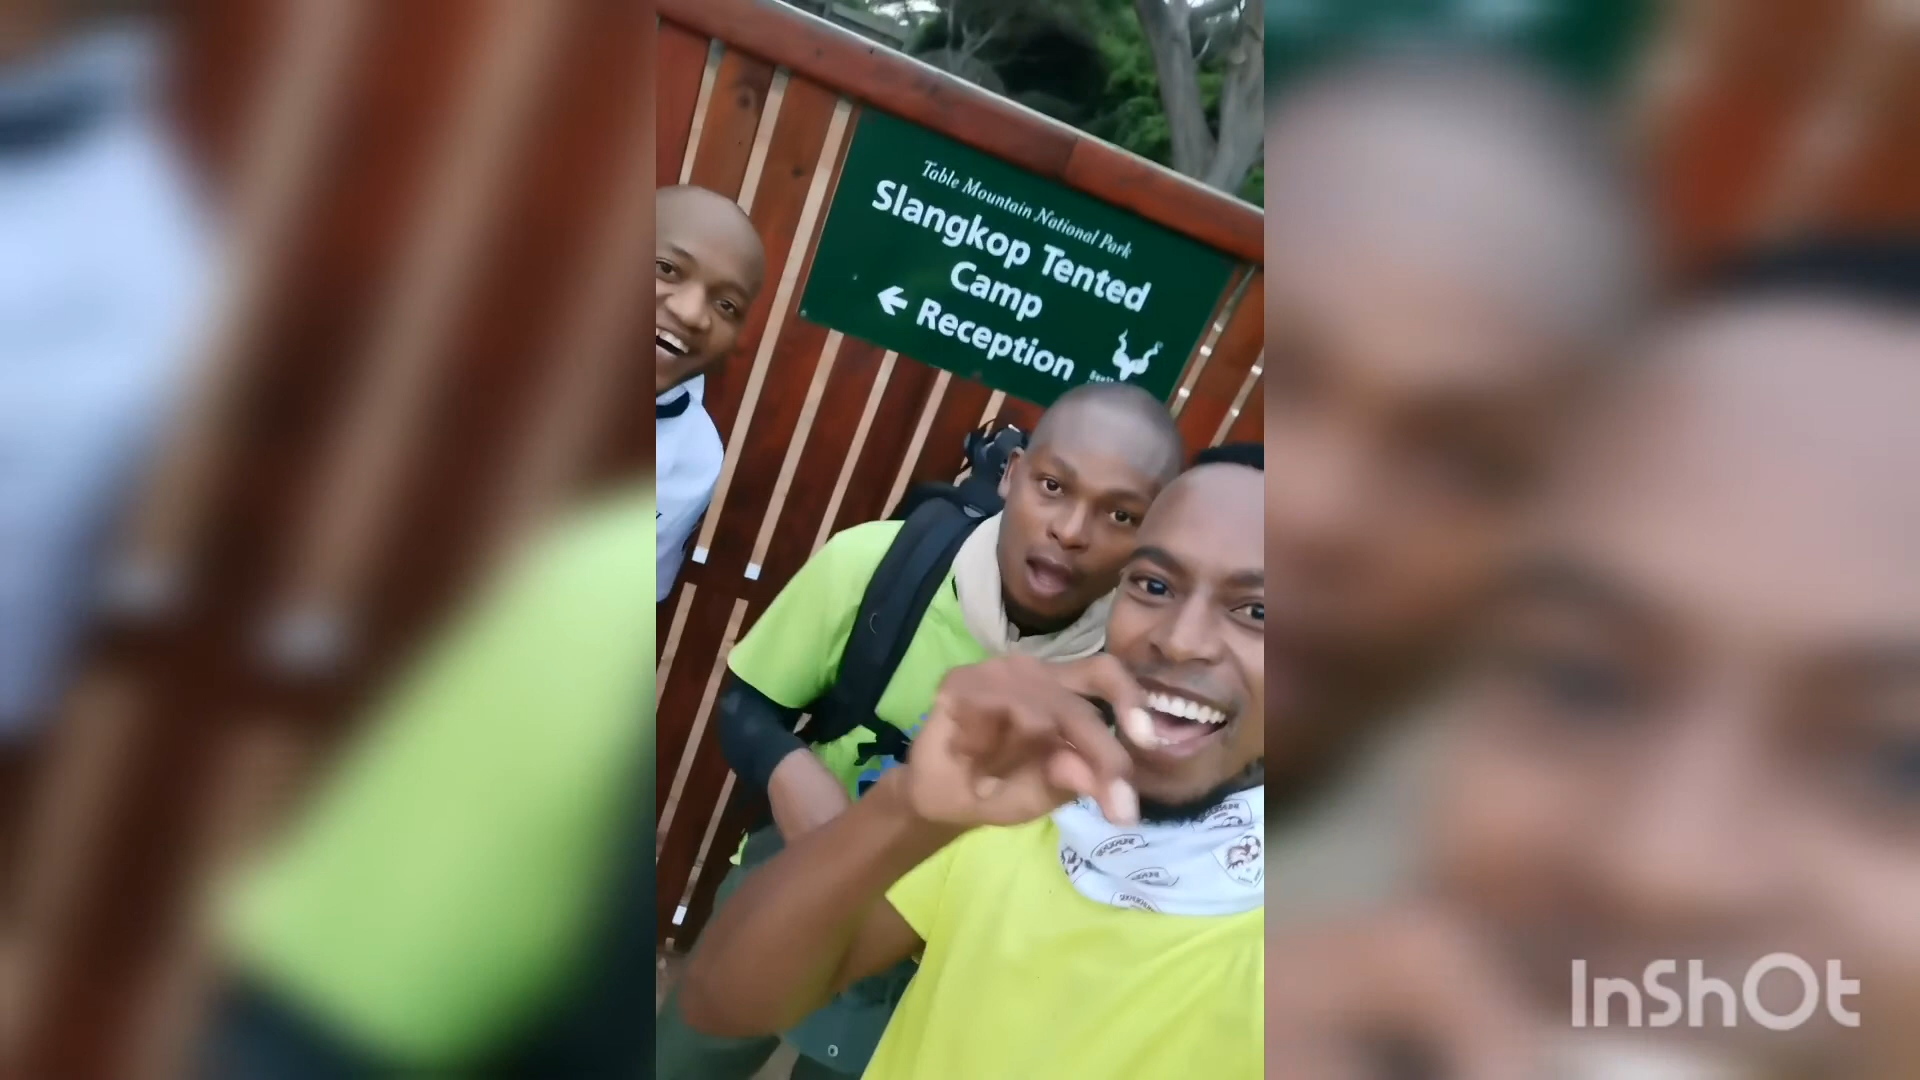 Table Mountain National Park
Slangkop Tented
Camp
← Reception
InShOt